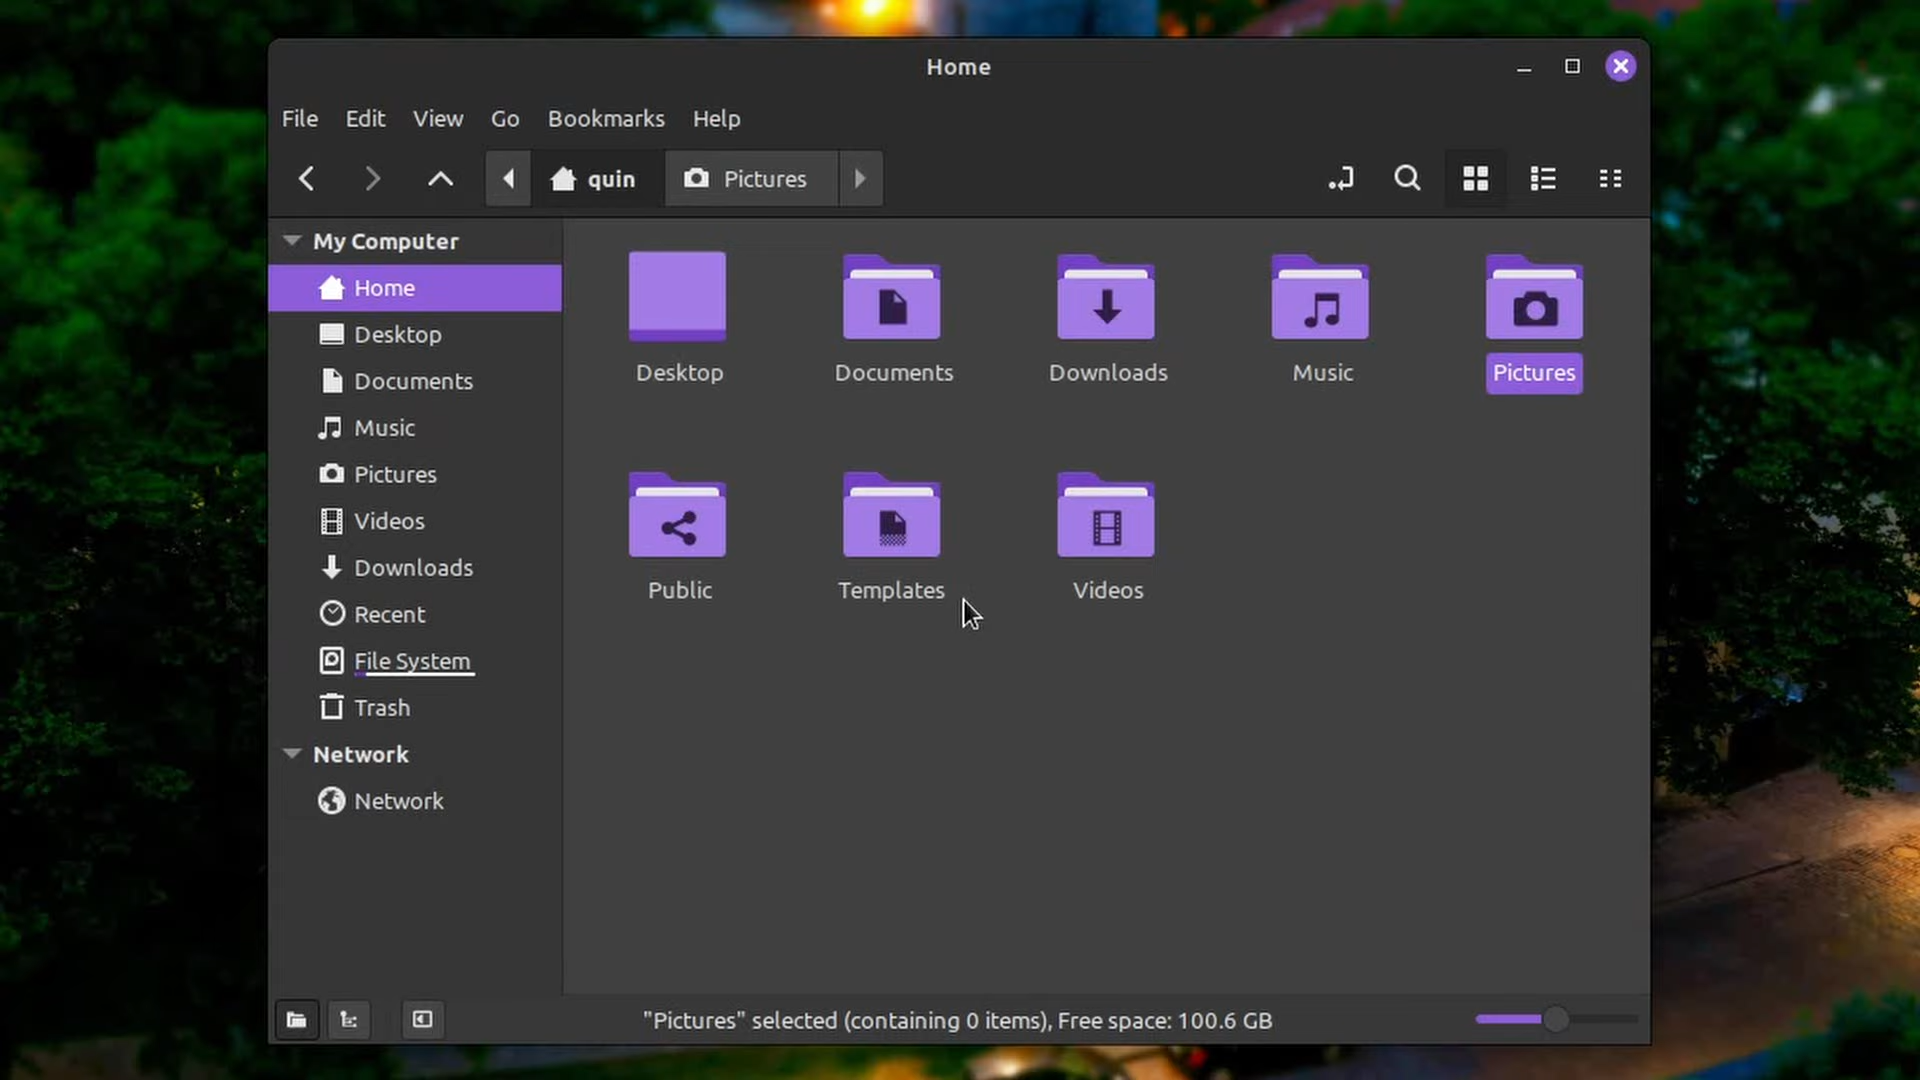 Home
File Edit View Go Bookmarks Help
quin Pictures
My Computer
Home
Desktop
Documents
Music
Pictures
Videos
Downloads
Recent
File System
Trash
Network
Network
Desktop Documents Downloads Music Pictures
Public Templates Videos
"Pictures" selected (containing 0 items), Free space: 100.6 GB